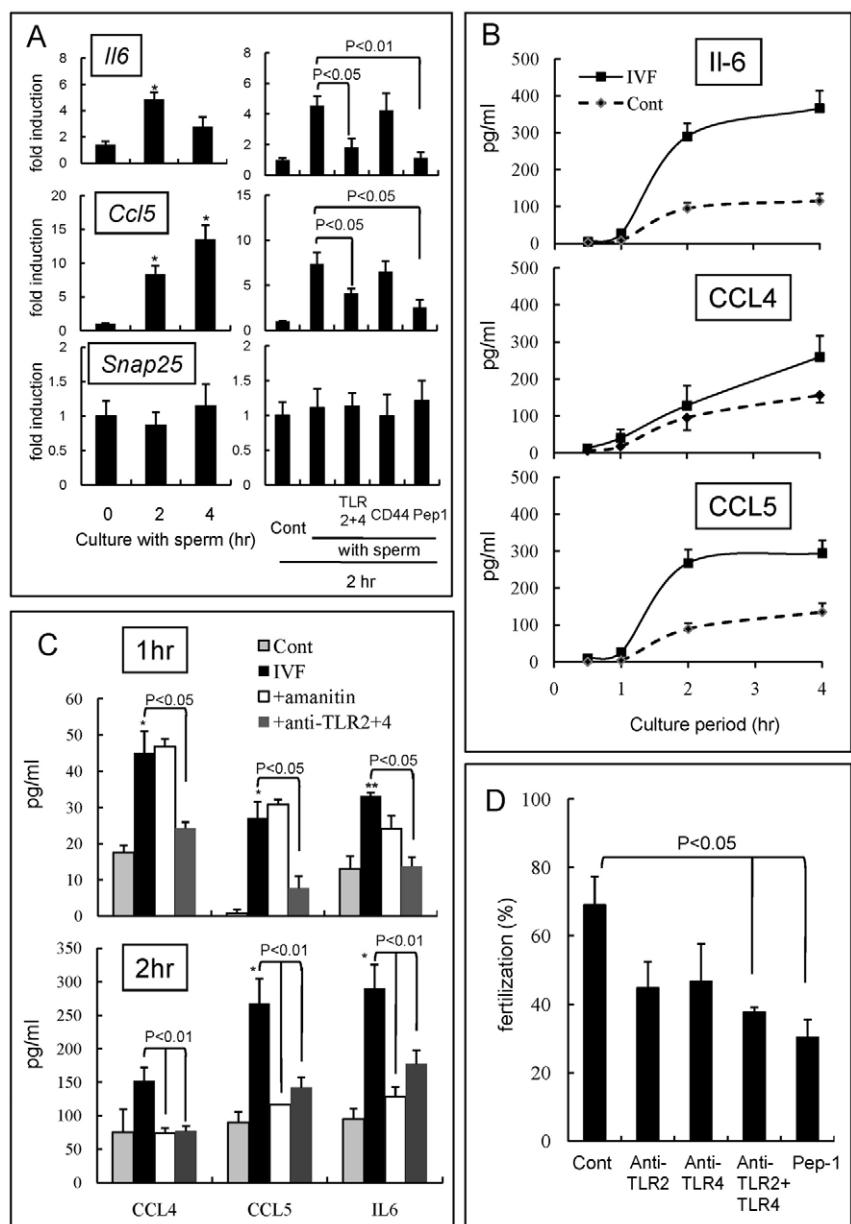 A
Il6
fold induction
8
6
4
2
0
*
8
6
4
2
0
P<0.01
P<0.05
Ccl5
fold induction
20
15
10
5
0
*
*
15
10
5
0
P<0.05
P<0.05
Snap25
fold induction
2
1.5
1
0.5
0
2
1.5
1
0.5
0
0 2 4
Culture with sperm (hr)
Cont
TLR
2+4
CD44
Pep1
with sperm
2 hr
B
Il-6
IVF
Cont
pg/ml
500
400
300
200
100
0
CCL4
pg/ml
500
400
300
200
100
0
CCL5
pg/ml
500
400
300
200
100
0
0 1 2 3 4
Culture period (hr)
C
1hr
Cont
IVF
+amanitin
+anti-TLR2+4
pg/ml
60
50
40
30
20
10
0
P<0.05
*
P<0.05
*
P<0.05
**
2hr
pg/ml
350
300
250
200
150
100
50
0
P<0.01
*
P<0.01
*
P<0.01
CCL4 CCL5 IL6
D
fertilization (%)
100
80
60
40
20
0
P<0.05
Cont
Anti-
TLR2
Anti-
TLR4
Anti-
TLR2+
TLR4
Pep-1